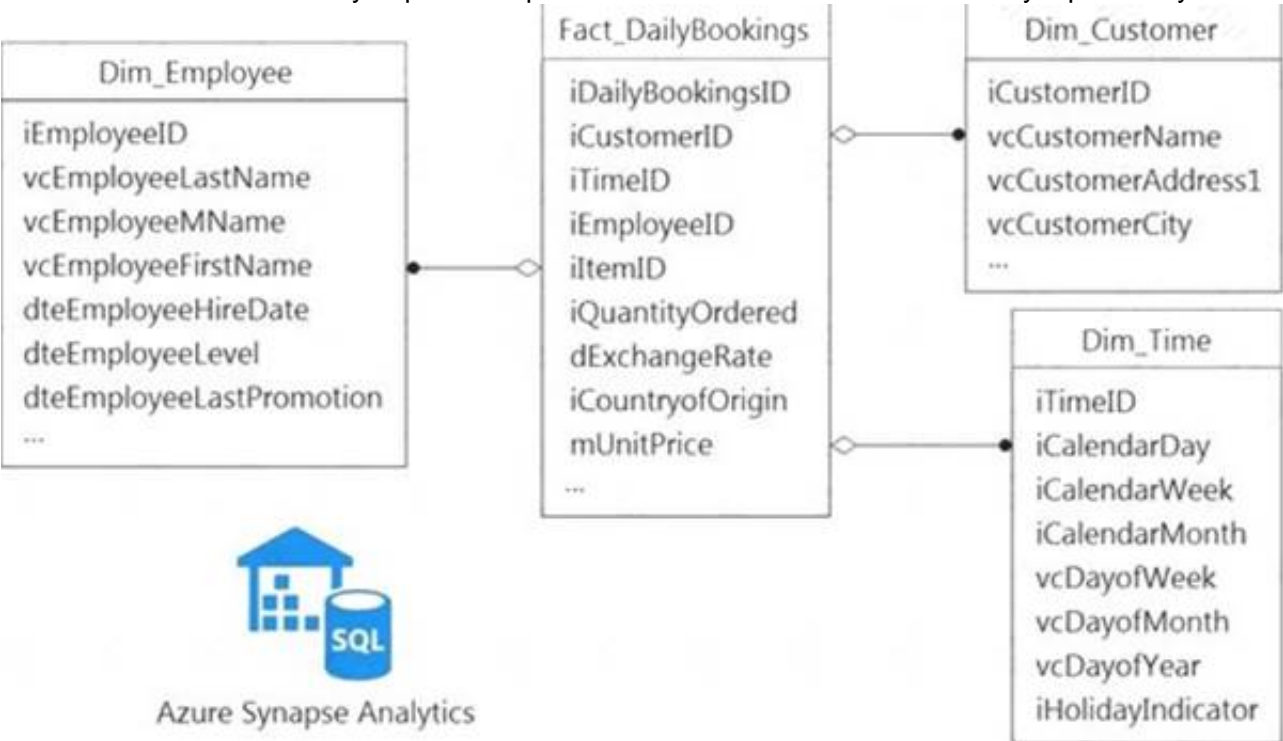 Dim_Employee
iEmployeeID
vcEmployeeLastName
vcEmployeeMName
vcEmployeeFirstName
dteEmployeeHireDate
dteEmployeeLevel
dteEmployeeLastPromotion
...
Fact_DailyBookings
iDailyBookingsID
iCustomerID
iTimeID
iEmployeeID
iItemID
iQuantityOrdered
dExchangeRate
iCountryofOrigin
mUnitPrice
...
Dim_Customer
iCustomerID
vcCustomerName
vcCustomerAddress1
vcCustomerCity
...
Dim_Time
iTimeID
iCalendarDay
iCalendarWeek
iCalendarMonth
vcDayofWeek
vcDayofMonth
vcDayofYear
iHolidayIndicator
SQL
Azure Synapse Analytics